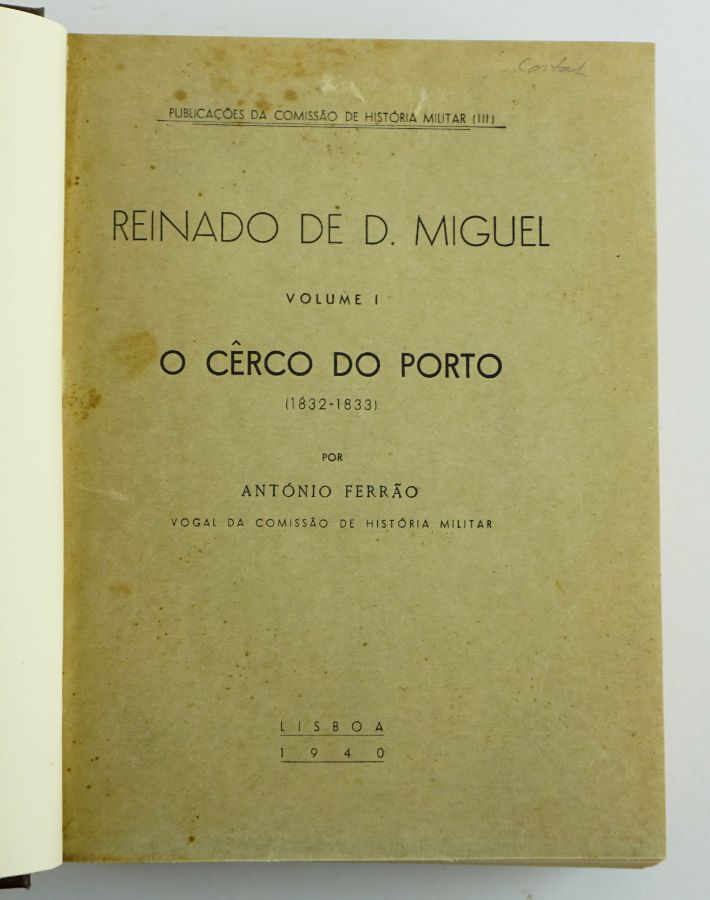 PUBLICAÇÕES DA COMISSÃO DE HISTÓRIA MILITAR (III)
REINADO DE D. MIGUEL
VOLUME I
O CÊRCO DO PORTO
(1832-1833)
POR
ANTÓNIO FERRÃO
VOGAL DA COMISSÃO DE HISTÓRIA MILITAR
LISBOA
1940